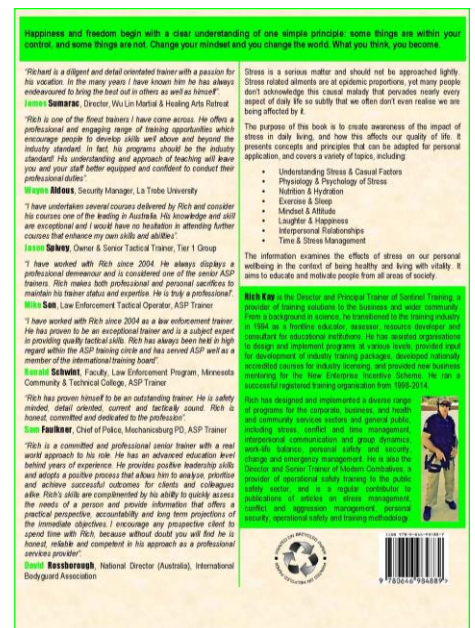 Happiness and freedom begin with a clear understanding of one simple principle: some things are within your
control, and some things are not. Change your mindset and you change the world. What you think, you become.
"Richard is a diligent and detail orientated trainer with a passion for
his vocation. In the many years I have known him he has always
endeavoured to bring the best out in others as well as himself".
James Sumarac, Director, Wu Lin Martial & Healing Arts Retreat
"Rich is one of the finest trainers I have come across. He offers a
professional and engaging range of training opportunities which
encourage people to develop skills well above and beyond the
industry standard. In fact, his programs should be the industry
standard! His understanding and approach of teaching will leave
you and your staff better equipped and confident to conduct their
professional duties".
Wayne Aldous, Security Manager, La Trobe University
"I have undertaken several courses delivered by Rich and consider
his courses one of the leading in Australia. His knowledge and skill
are exceptional and I would have no hesitation in attending further
courses that enhance my own skills and abilities".
Jason Spivey, Owner & Senior Tactical Trainer, Tier 1 Group
"I have worked with Rich since 2004. He always displays a
professional demeanour and is considered one of the senior ASP
trainers. Rich makes both professional and personal sacrifices to
maintain his trainer status and expertise. He is truly a professional".
Mike Son, Law Enforcement Tactical Operator, ASP Trainer
"I have worked with Rich since 2004 as a law enforcement trainer.
He has proven to be an exceptional trainer and is a subject expert
in providing quality tactical skills. Rich has always been held in high
regard within the ASP training circle and has served ASP well as a
member of the international training board".
Ronald Schwint, Faculty, Law Enforcement Program, Minnesota
Community & Technical College, ASP Trainer
"Rich has proven himself to be an outstanding trainer. He is safety
minded, detail oriented, current and tactically sound. Rich is
honest, committed and dedicated to the profession".
Sam Faulkner, Chief of Police, Mechanicsburg PD, ASP Trainer
"Rich is a committed and professional senior trainer with a real
world approach to his role. He has an advanced education level
behind years of experience. He provides positive leadership skills
and adopts a positive process that allows him to analyse, prioritise
and achieve successful outcomes for clients and colleagues
alike. Rich's skills are complimented by his ability to quickly assess
the needs of a person and provide information that offers a
practical perspective, accountability and long term projections of
the immediate objectives. I encourage any prospective client to
spend time with Rich, because without doubt you will find he is
honest, reliable and competent in his approach as a professional
services provider".
David Rossborough, National Director (Australia), International
Bodyguard Association
Stress is a serious matter and should not be approached lightly.
Stress related ailments are at epidemic proportions, yet many people
don't acknowledge this causal malady that pervades nearly every
aspect of daily life so subtly that we often don't even realise we are
being affected by it.
The purpose of this book is to create awareness of the impact of
stress in daily living, and how this affects our quality of life. It
presents concepts and principles that can be adapted for personal
application, and covers a variety of topics, including:
• Understanding Stress & Casual Factors
• Physiology & Psychology of Stress
• Nutrition & Hydration
• Exercise & Sleep
• Mindset & Attitude
• Laughter & Happiness
• Interpersonal Relationships
• Time & Stress Management
The information examines the effects of stress on our personal
wellbeing in the context of being healthy and living with vitality. It
aims to educate and motivate people from all areas of society.
Rich Kay is the Director and Principal Trainer of Sentinel Training, a
provider of training solutions to the business and wider community.
From a background in science, he transitioned to the training industry
in 1994 as a frontline educator, assessor, resource developer and
consultant for educational institutions. He has assisted organisations
to design and implement programs at various levels, provided input
for development of industry training packages, developed nationally
accredited courses for industry licensing, and provided new business
mentoring for the New Enterprise Incentive Scheme. He ran a
successful registered training organisation from 1998-2014.
Rich has designed and implemented a diverse range
of programs for the corporate, business, and health
and community services sectors and general public,
including stress, conflict and time management,
interpersonal communication and group dynamics,
work-life balance, personal safety and security,
change and emergency management. He is also the
Director and Senior Trainer of Modern Combatives, a
provider of operational safety training to the public
safety sector, and is a regular contributor to
publications of articles on stress management,
conflict and aggression management, personal
security, operational safety and training methodology.
PRINTED ON RECYCLED PAPER
9 780646 984889